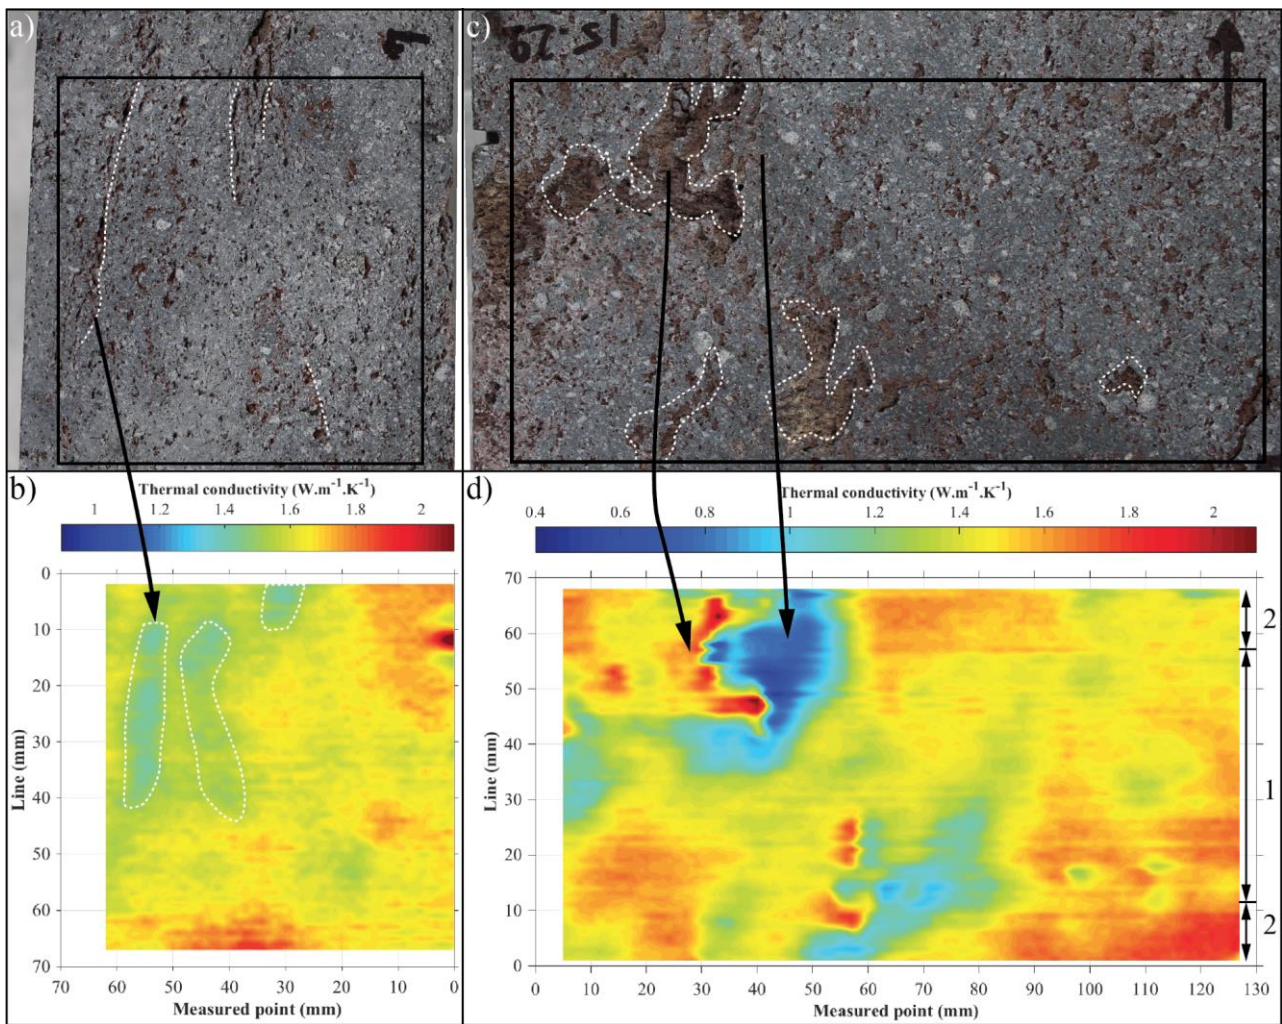 a)
c)
15-29
b)
Thermal conductivity (W.m⁻¹.K⁻¹)
1 1.2 1.4 1.6 1.8 2
0
10
20
30
40
50
60
70
Line (mm)
70 60 50 40 30 20 10 0
Measured point (mm)
d)
Thermal conductivity (W.m⁻¹.K⁻¹)
0.4 0.6 0.8 1 1.2 1.4 1.6 1.8 2
70
60
50
40
30
20
10
0
Line (mm)
0 10 20 30 40 50 60 70 80 90 100 110 120 130
Measured point (mm)
2
1
2